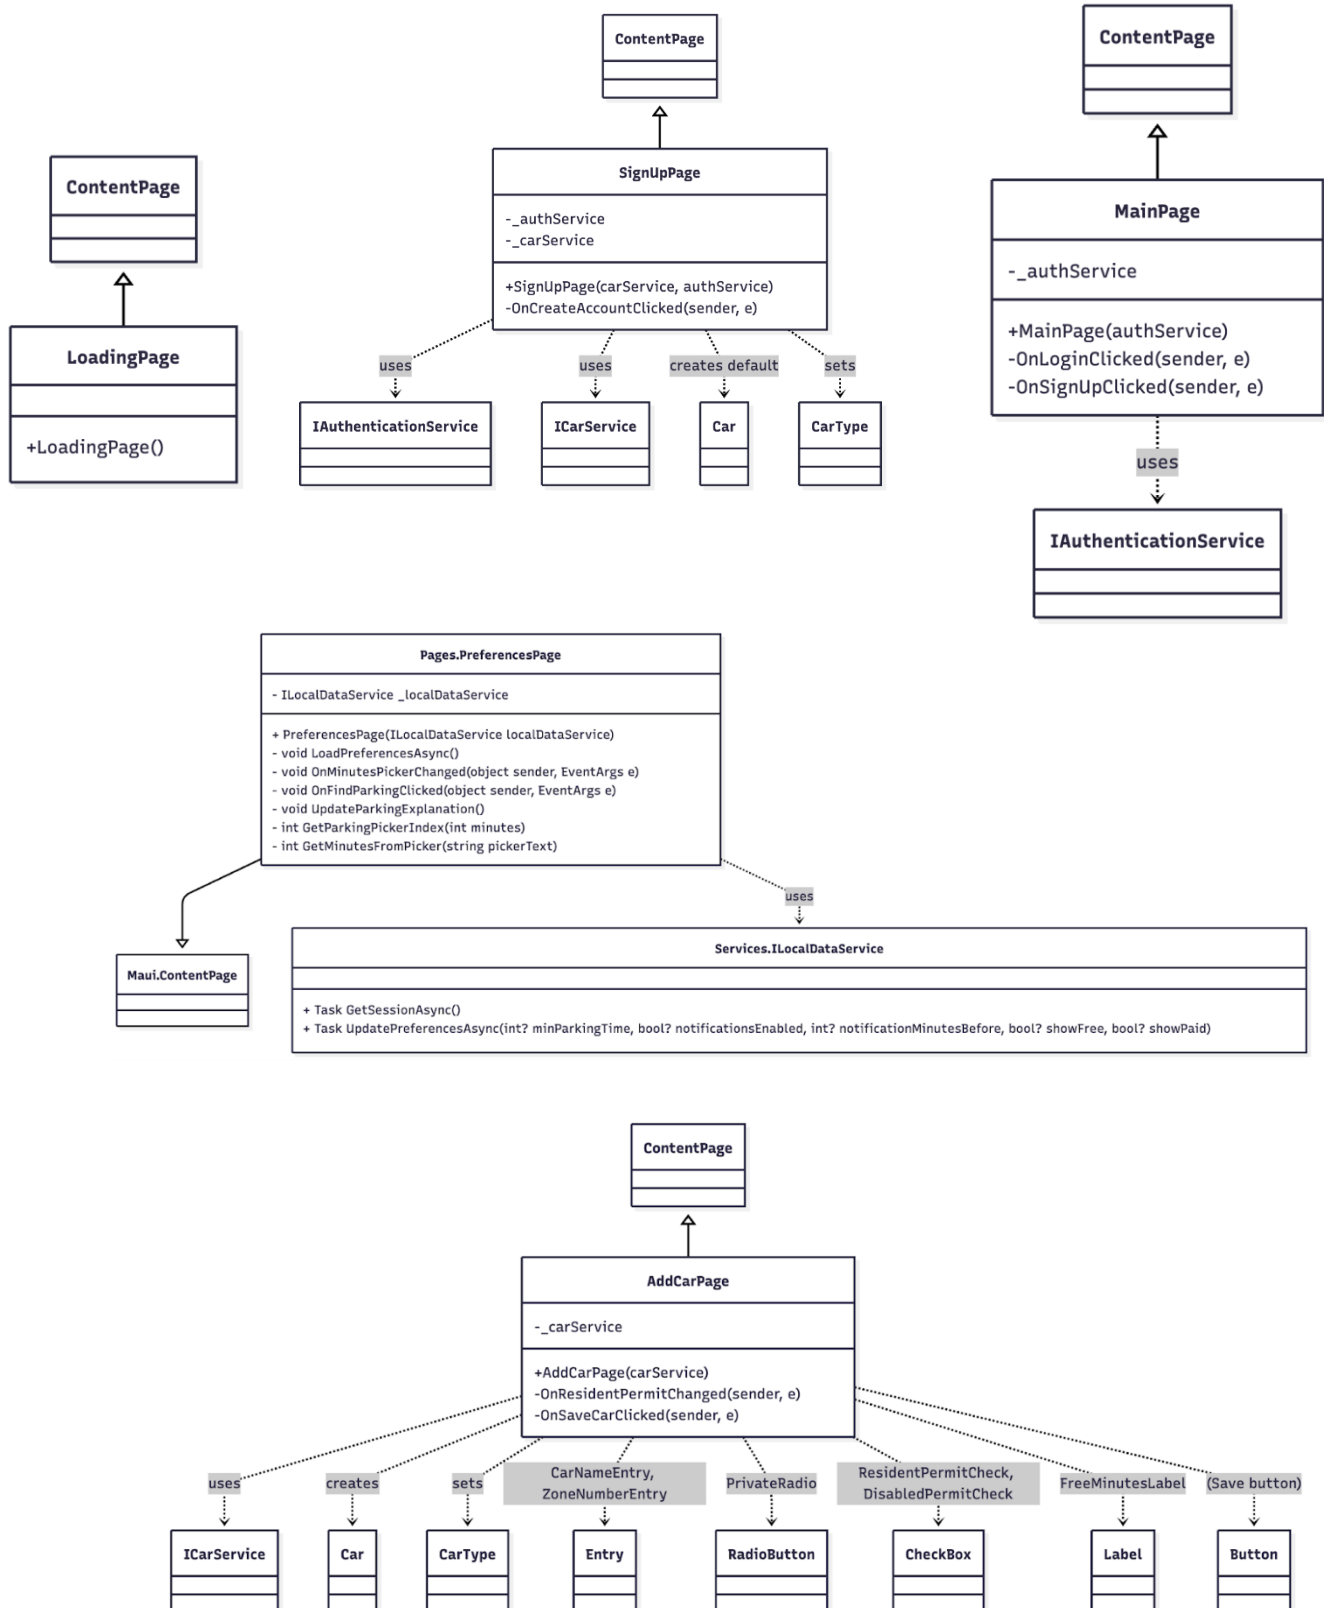 ContentPage
LoadingPage
+LoadingPage()
ContentPage
SignUpPage
-_authService
-_carService
+SignUpPage(carService, authService)
-OnCreateAccountClicked(sender, e)
uses
uses
creates default
sets
IAuthenticationService
ICarService
Car
CarType
ContentPage
MainPage
-_authService
+MainPage(authService)
-OnLoginClicked(sender, e)
-OnSignUpClicked(sender, e)
uses
IAuthenticationService
Pages.PreferencesPage
- ILocalDataService _localDataService
+ PreferencesPage(ILocalDataService localDataService)
- void LoadPreferencesAsync()
- void OnMinutesPickerChanged(object sender, EventArgs e)
- void OnFindParkingClicked(object sender, EventArgs e)
- void UpdateParkingExplanation()
- int GetParkingPickerIndex(int minutes)
- int GetMinutesFromPicker(string pickerText)
uses
Maui.ContentPage
Services.ILocalDataService
+ Task GetSessionAsync()
+ Task UpdatePreferencesAsync(int? minParkingTime, bool? notificationsEnabled, int? notificationMinutesBefore, bool? showFree, bool? showPaid)
ContentPage
AddCarPage
-_carService
+AddCarPage(carService)
-OnResidentPermitChanged(sender, e)
-OnSaveCarClicked(sender, e)
uses
creates
sets
CarNameEntry,
ZoneNumberEntry
PrivateRadio
ResidentPermitCheck,
DisabledPermitCheck
FreeMinutesLabel
(Save button)
ICarService
Car
CarType
Entry
RadioButton
CheckBox
Label
Button